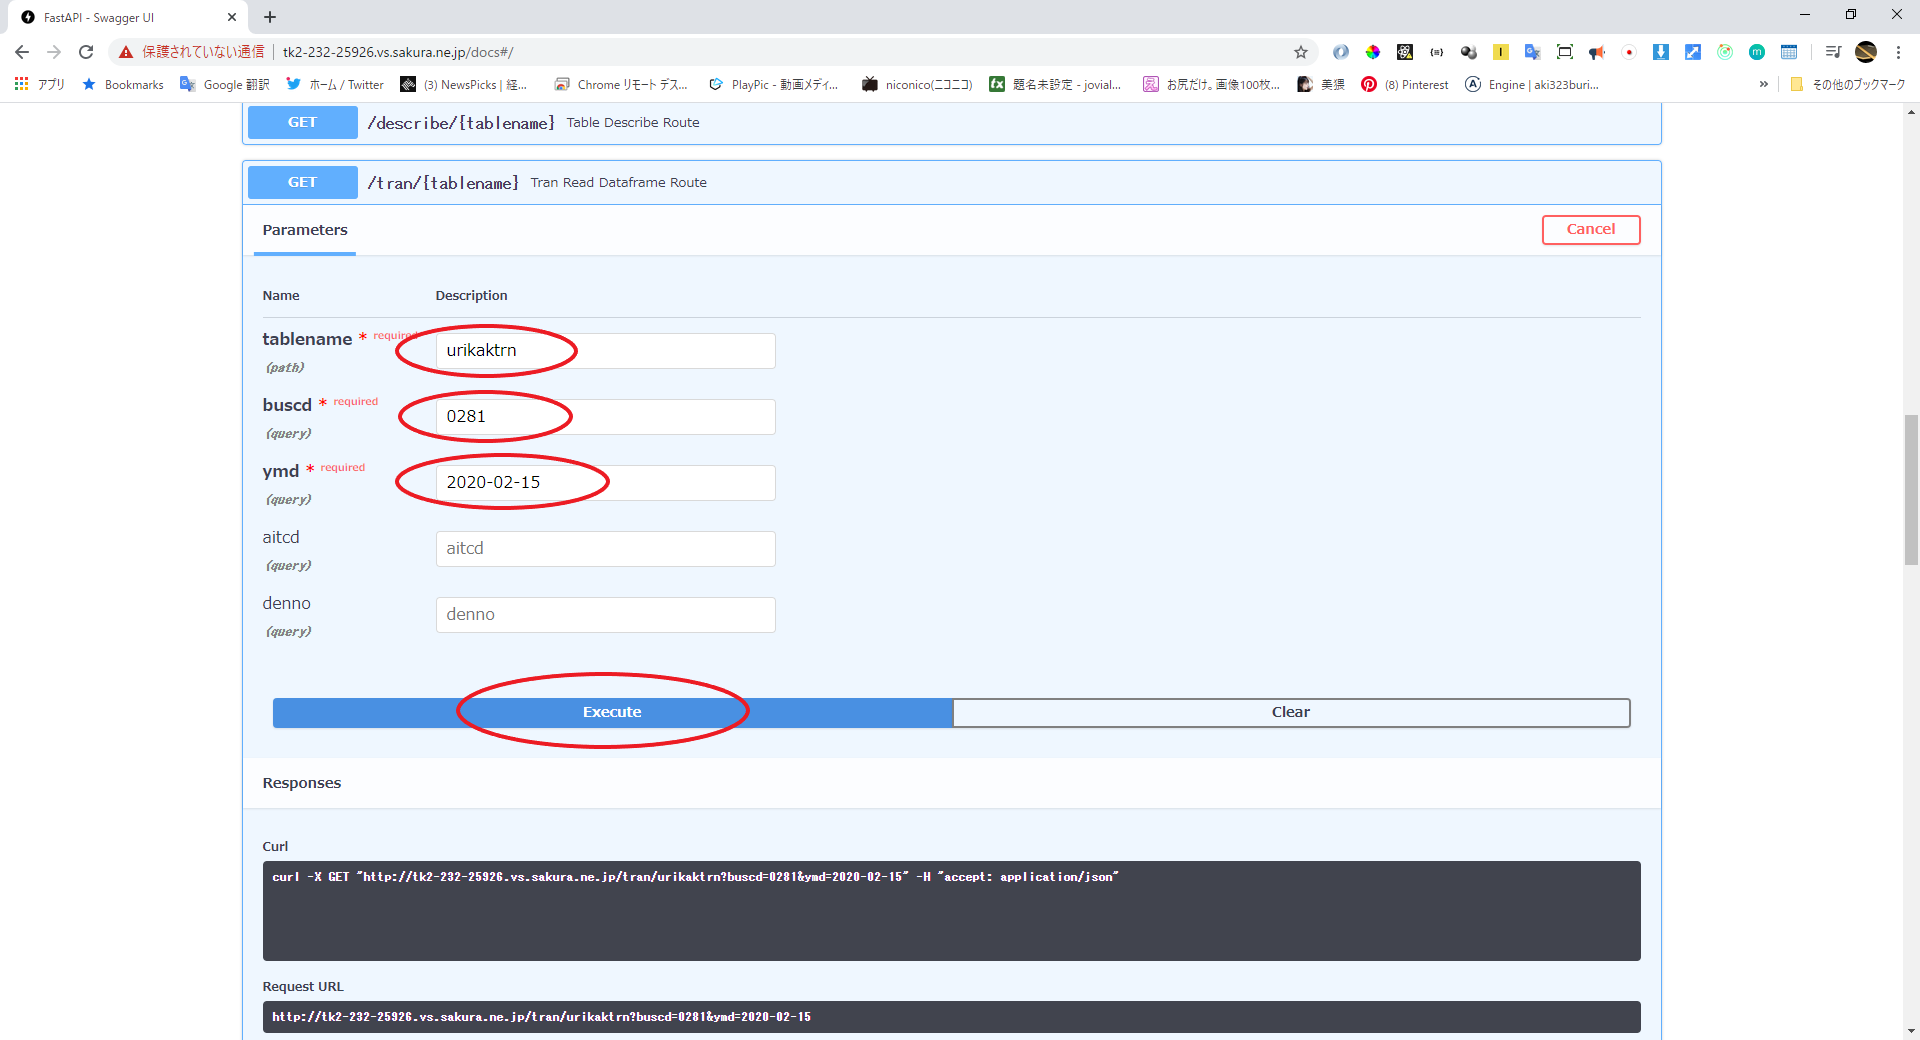 FastAPI - Swagger UI
保護されていない通信 tk2-232-25926.vs.sakura.ne.jp/docs#/
アプリ Bookmarks Google 翻訳 ホーム / Twitter (3) NewsPicks | 経... Chrome リモート デス... PlayPic - 動画メディ... niconico(ニコニコ) 題名未設定 - jovial... お尻だけ。画像100枚... 美猥 (8) Pinterest Engine | aki323buri... » その他のブックマーク
GET /describe/{tablename} Table Describe Route
GET /tran/{tablename} Tran Read Dataframe Route
Parameters Cancel
Name Description
tablename * required urikaktrn
(path)
buscd * required 0281
(query)
ymd * required 2020-02-15
(query)
aitcd aitcd
(query)
denno denno
(query)
Execute Clear
Responses
Curl
curl -X GET "http://tk2-232-25926.vs.sakura.ne.jp/tran/urikaktrn?buscd=0281&ymd=2020-02-15" -H "accept: application/json"
Request URL
http://tk2-232-25926.vs.sakura.ne.jp/tran/urikaktrn?buscd=0281&ymd=2020-02-15